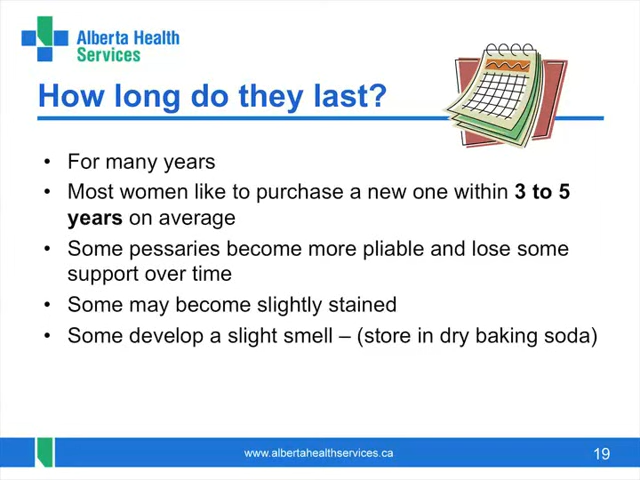 Alberta Health
Services
How long do they last?
• For many years
• Most women like to purchase a new one within 3 to 5
years on average
• Some pessaries become more pliable and lose some
support over time
• Some may become slightly stained
• Some develop a slight smell – (store in dry baking soda)
www.albertahealthservices.ca
19